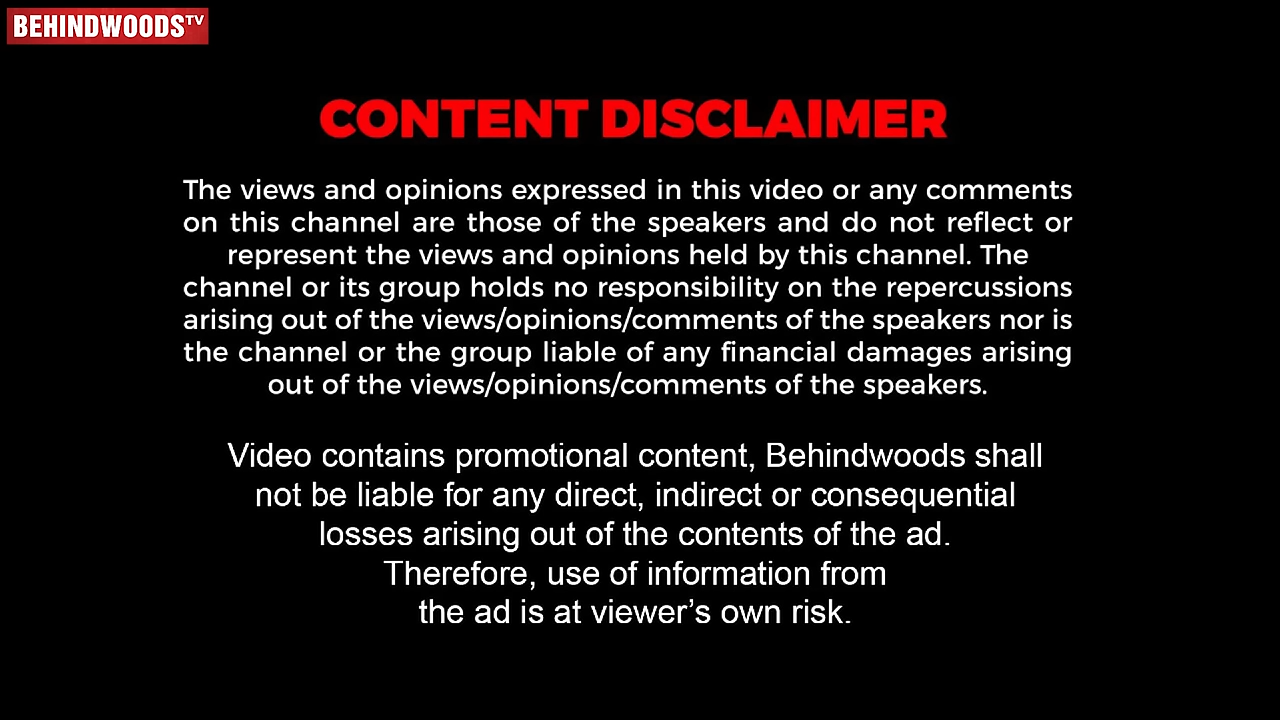 BEHINDWOODSTV
CONTENT DISCLAIMER
The views and opinions expressed in this video or any comments
on this channel are those of the speakers and do not reflect or
represent the views and opinions held by this channel. The
channel or its group holds no responsibility on the repercussions
arising out of the views/opinions/comments of the speakers nor is
the channel or the group liable of any financial damages arising
out of the views/opinions/comments of the speakers.
Video contains promotional content, Behindwoods shall
not be liable for any direct, indirect or consequential
losses arising out of the contents of the ad.
Therefore, use of information from
the ad is at viewer’s own risk.